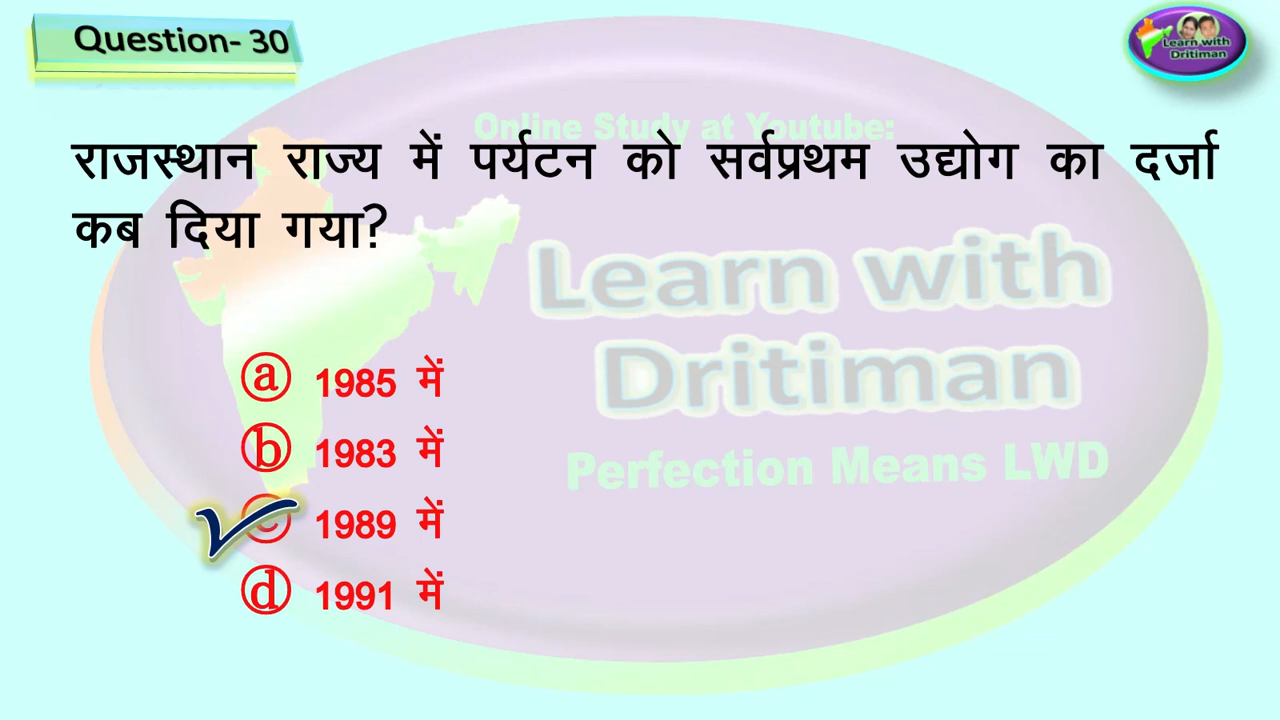 Question- 30
Learn with
Dritiman
Online Study at Youtube:
राजस्थान राज्य में पर्यटन को सर्वप्रथम उद्योग का दर्जा
कब दिया गया?
Learn with
Dritiman
Perfection Means LWD
ⓐ 1985 में
ⓑ 1983 में
ⓒ 1989 में
ⓓ 1991 में